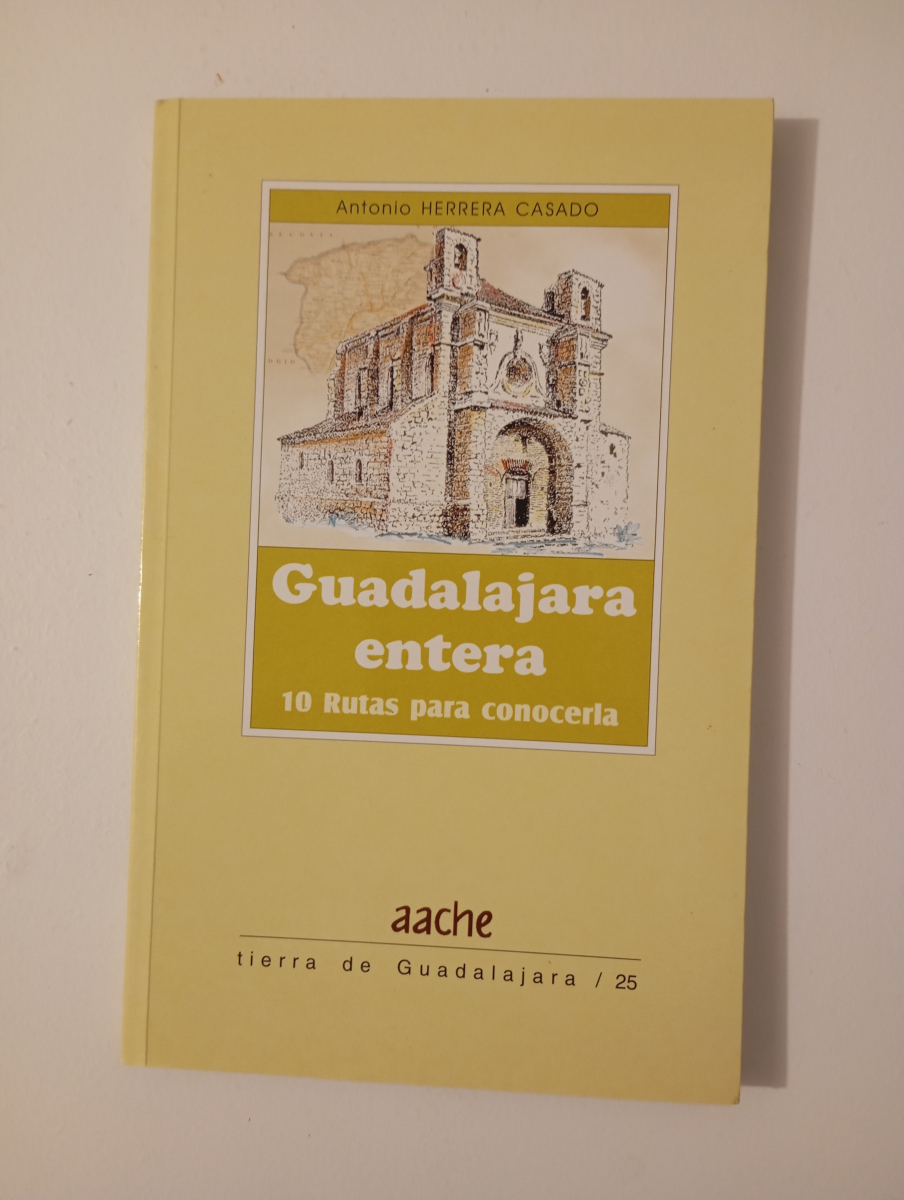 Antonio HERRERA CASADO
Guadalajara
entera
10 Rutas para conocerla
aache
tierra de Guadalajara / 25